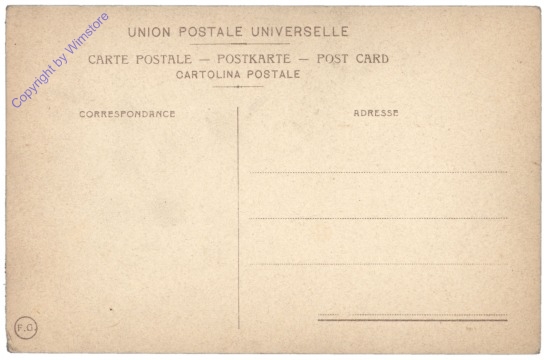 UNION POSTALE UNIVERSELLE
CARTE POSTALE — POSTKARTE — POST CARD
CARTOLINA POSTALE
CORRESPONDANCE
ADRESSE
F.G.
Copyright by Wimstore